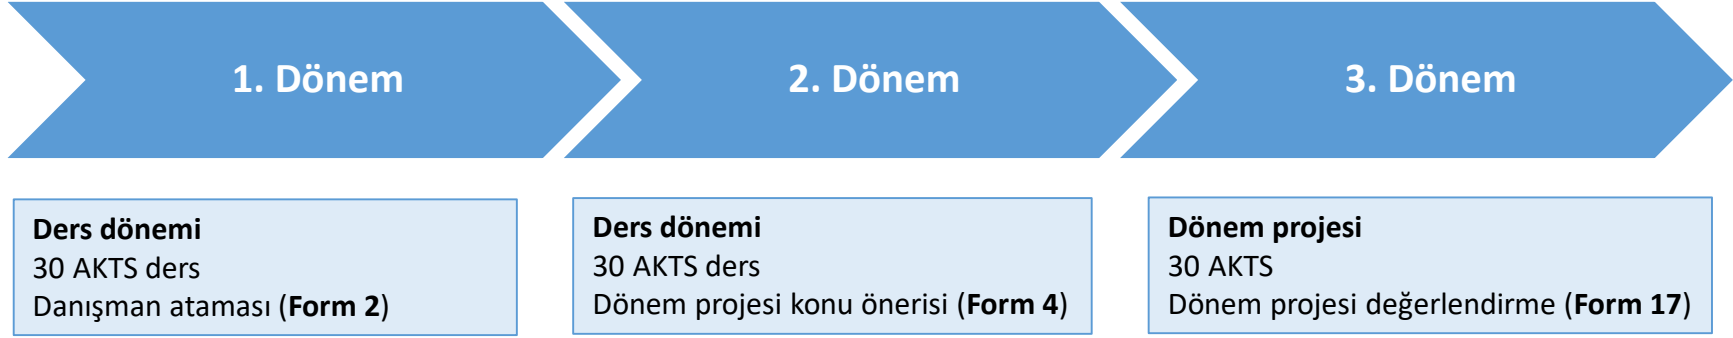 1. Dönem
2. Dönem
3. Dönem
Ders dönemi
30 AKTS ders
Danışman ataması (Form 2)
Ders dönemi
30 AKTS ders
Dönem projesi konu önerisi (Form 4)
Dönem projesi
30 AKTS
Dönem projesi değerlendirme (Form 17)